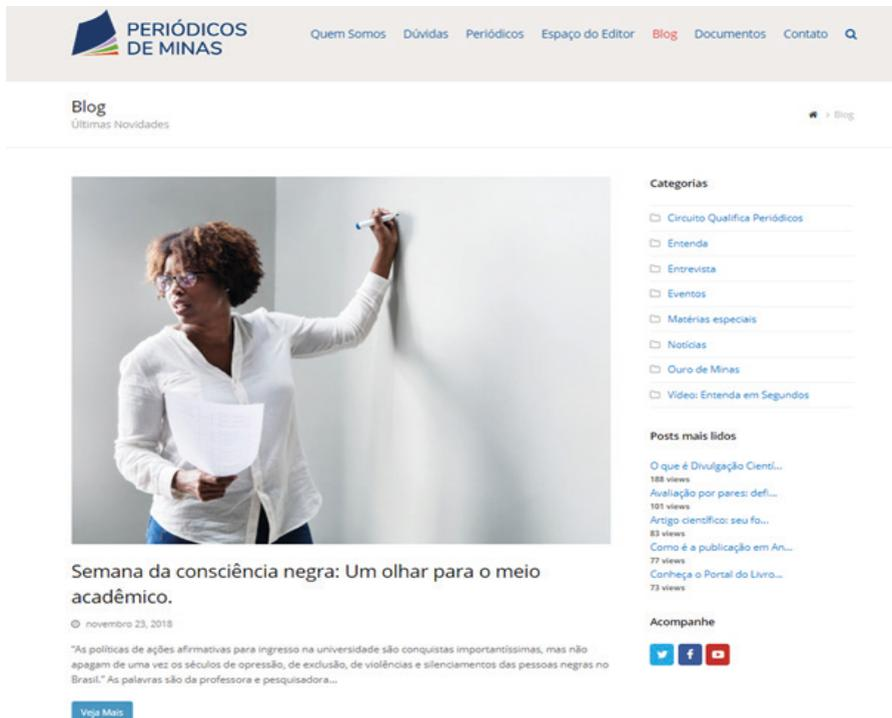 PERIÓDICOS
DE MINAS
Quem Somos Dúvidas Periódicos Espaço do Editor Blog Documentos Contato
Blog
Últimas Novidades
> Blog
Semana da consciência negra: Um olhar para o meio
acadêmico.
novembro 23, 2018
"As políticas de ações afirmativas para ingresso na universidade são conquistas importantíssimas, mas não
apagam de uma vez os séculos de opressão, de exclusão, de violências e silenciamentos das pessoas negras no
Brasil." As palavras são da professora e pesquisadora...
Veja Mais
Categorias
Circuito Qualifica Periódicos
Entenda
Entrevista
Eventos
Matérias especiais
Notícias
Ouro de Minas
Vídeo: Entenda em Segundos
Posts mais lidos
O que é Divulgação Cientí...
188 views
Avaliação por pares: defi...
101 views
Artigo científico: seu fo...
83 views
Como é a publicação em An...
77 views
Conheça o Portal do Livro...
73 views
Acompanhe